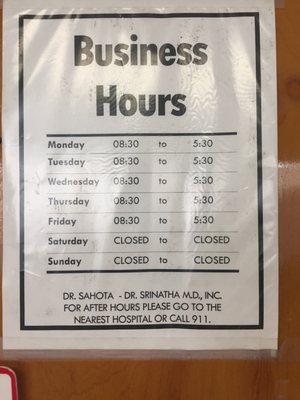 Business
Hours
Monday 08:30 to 5:30
Tuesday 08:30 to 5:30
Wednesday 08:30 to 5:30
Thursday 08:30 to 5:30
Friday 08:30 to 5:30
Saturday CLOSED to CLOSED
Sunday CLOSED to CLOSED
DR. SAHOTA - DR. SRINATHA M.D., INC.
FOR AFTER HOURS PLEASE GO TO THE
NEAREST HOSPITAL OR CALL 911.